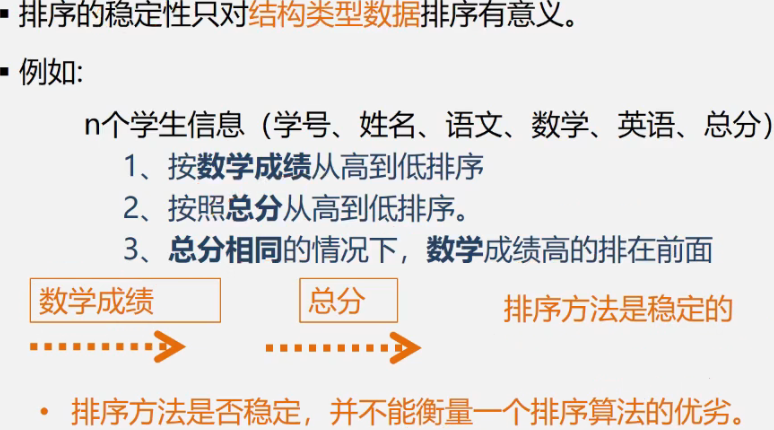 ▪ 排序的稳定性只对结构类型数据排序有意义。
▪ 例如:
n个学生信息（学号、姓名、语文、数学、英语、总分）
1、按数学成绩从高到低排序
2、按照总分从高到低排序。
3、总分相同的情况下，数学成绩高的排在前面
数学成绩 总分 排序方法是稳定的
• 排序方法是否稳定，并不能衡量一个排序算法的优劣。